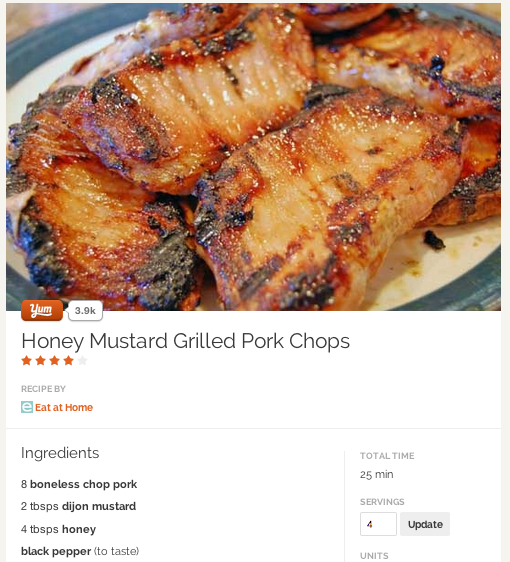 Yum
3.9k
Honey Mustard Grilled Pork Chops
RECIPE BY
Eat at Home
Ingredients
8 boneless chop pork
2 tbsps dijon mustard
4 tbsps honey
black pepper (to taste)
TOTAL TIME
25 min
SERVINGS
4 Update
UNITS